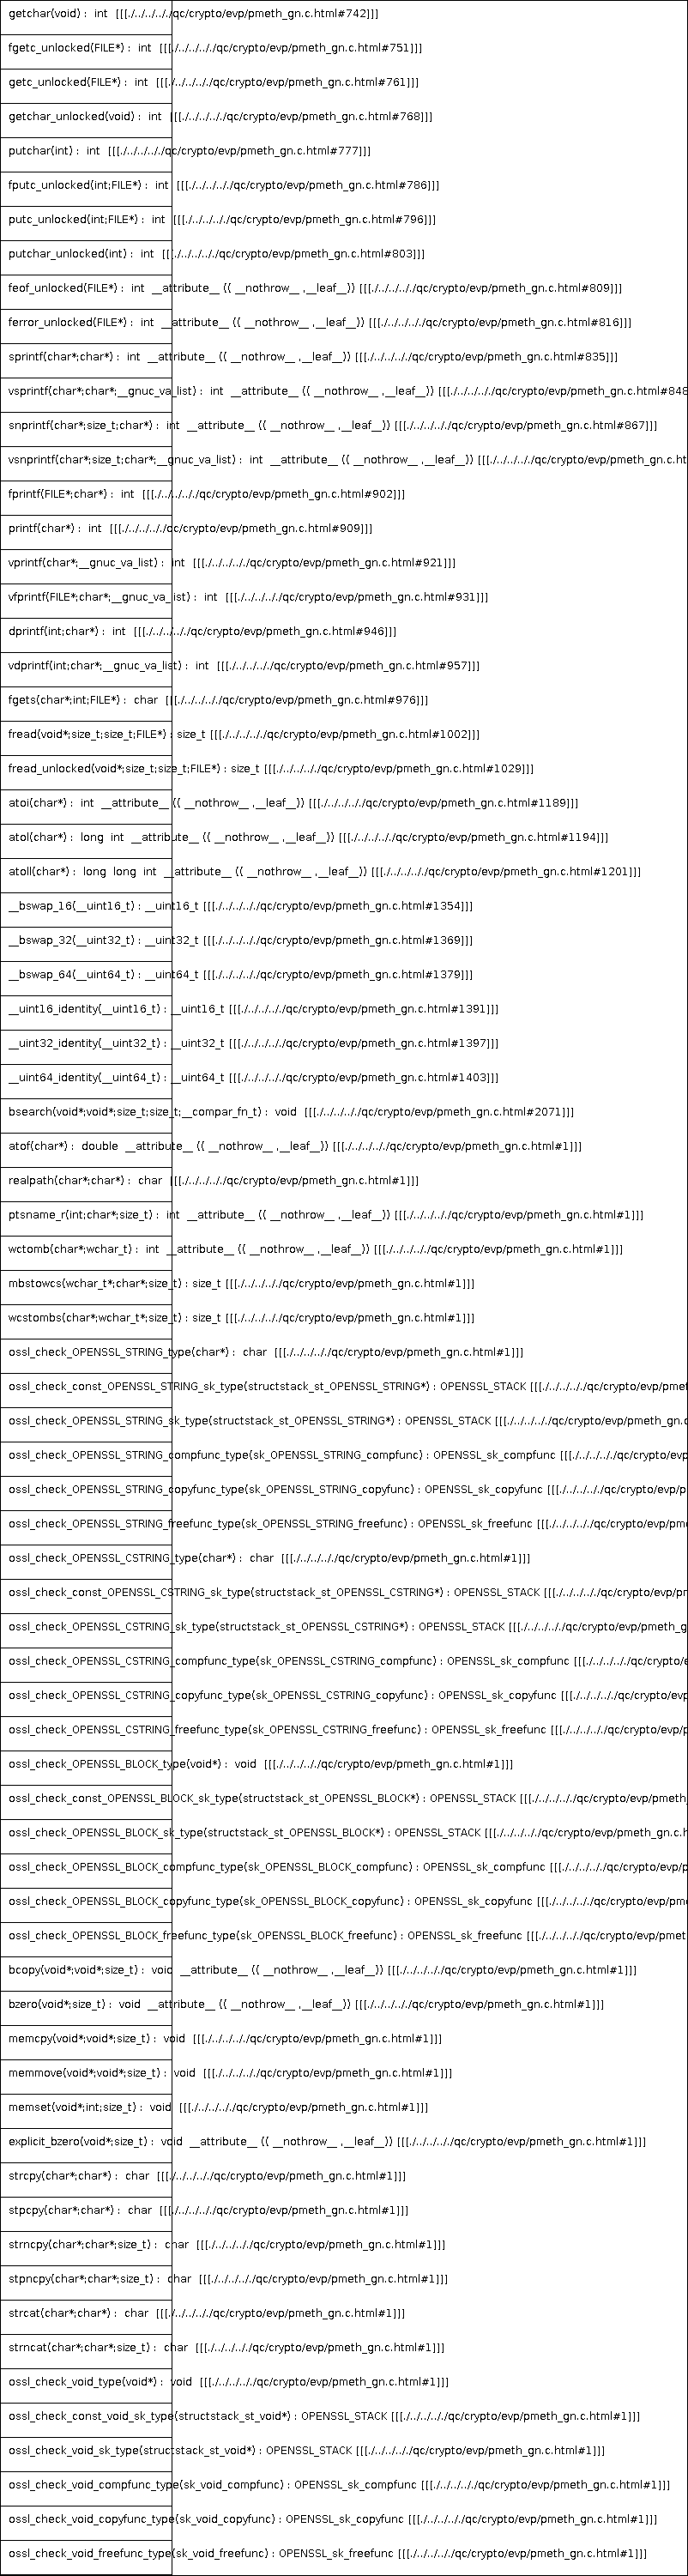 getchar(void) : int [[[./../../../../qc/crypto/evp/pmeth_gn.c.html#742]]]
fgetc_unlocked(FILE*) : int [[[./../../../../qc/crypto/evp/pmeth_gn.c.html#751]]]
getc_unlocked(FILE*) : int [[[./../../../../qc/crypto/evp/pmeth_gn.c.html#761]]]
getchar_unlocked(void) : int [[[./../../../../qc/crypto/evp/pmeth_gn.c.html#768]]]
putchar(int) : int [[[./../../../../qc/crypto/evp/pmeth_gn.c.html#777]]]
fputc_unlocked(int;FILE*) : int [[[./../../../../qc/crypto/evp/pmeth_gn.c.html#786]]]
putc_unlocked(int;FILE*) : int [[[./../../../../qc/crypto/evp/pmeth_gn.c.html#796]]]
putchar_unlocked(int) : int [[[./../../../../qc/crypto/evp/pmeth_gn.c.html#803]]]
feof_unlocked(FILE*) : int __attribute__ (( __nothrow__ ,__leaf__)) [[[./../../../../qc/crypto/evp/pmeth_gn.c.html#809]]]
ferror_unlocked(FILE*) : int __attribute__ (( __nothrow__ ,__leaf__)) [[[./../../../../qc/crypto/evp/pmeth_gn.c.html#816]]]
sprintf(char*;char*) : int __attribute__ (( __nothrow__ ,__leaf__)) [[[./../../../../qc/crypto/evp/pmeth_gn.c.html#835]]]
vsprintf(char*;char*;__gnuc_va_list) : int __attribute__ (( __nothrow__ ,__leaf__)) [[[./../../../../qc/crypto/evp/pmeth_gn.c.html#848
snprintf(char*;size_t;char*) : int __attribute__ (( __nothrow__ ,__leaf__)) [[[./../../../../qc/crypto/evp/pmeth_gn.c.html#867]]]
vsnprintf(char*;size_t;char*;__gnuc_va_list) : int __attribute__ (( __nothrow__ ,__leaf__)) [[[./../../../../qc/crypto/evp/pmeth_gn.c.ht
fprintf(FILE*;char*) : int [[[./../../../../qc/crypto/evp/pmeth_gn.c.html#902]]]
printf(char*) : int [[[./../../../../qc/crypto/evp/pmeth_gn.c.html#909]]]
vprintf(char*;__gnuc_va_list) : int [[[./../../../../qc/crypto/evp/pmeth_gn.c.html#921]]]
vfprintf(FILE*;char*;__gnuc_va_list) : int [[[./../../../../qc/crypto/evp/pmeth_gn.c.html#931]]]
dprintf(int;char*) : int [[[./../../../../qc/crypto/evp/pmeth_gn.c.html#946]]]
vdprintf(int;char*;__gnuc_va_list) : int [[[./../../../../qc/crypto/evp/pmeth_gn.c.html#957]]]
fgets(char*;int;FILE*) : char [[[./../../../../qc/crypto/evp/pmeth_gn.c.html#976]]]
fread(void*;size_t;size_t;FILE*) : size_t [[[./../../../../qc/crypto/evp/pmeth_gn.c.html#1002]]]
fread_unlocked(void*;size_t;size_t;FILE*) : size_t [[[./../../../../qc/crypto/evp/pmeth_gn.c.html#1029]]]
atoi(char*) : int __attribute__ (( __nothrow__ ,__leaf__)) [[[./../../../../qc/crypto/evp/pmeth_gn.c.html#1189]]]
atol(char*) : long int __attribute__ (( __nothrow__ ,__leaf__)) [[[./../../../../qc/crypto/evp/pmeth_gn.c.html#1194]]]
atoll(char*) : long long int __attribute__ (( __nothrow__ ,__leaf__)) [[[./../../../../qc/crypto/evp/pmeth_gn.c.html#1201]]]
__bswap_16(__uint16_t) : __uint16_t [[[./../../../../qc/crypto/evp/pmeth_gn.c.html#1354]]]
__bswap_32(__uint32_t) : __uint32_t [[[./../../../../qc/crypto/evp/pmeth_gn.c.html#1369]]]
__bswap_64(__uint64_t) : __uint64_t [[[./../../../../qc/crypto/evp/pmeth_gn.c.html#1379]]]
__uint16_identity(__uint16_t) : __uint16_t [[[./../../../../qc/crypto/evp/pmeth_gn.c.html#1391]]]
__uint32_identity(__uint32_t) : __uint32_t [[[./../../../../qc/crypto/evp/pmeth_gn.c.html#1397]]]
__uint64_identity(__uint64_t) : __uint64_t [[[./../../../../qc/crypto/evp/pmeth_gn.c.html#1403]]]
bsearch(void*;void*;size_t;size_t;__compar_fn_t) : void [[[./../../../../qc/crypto/evp/pmeth_gn.c.html#2071]]]
atof(char*) : double __attribute__ (( __nothrow__ ,__leaf__)) [[[./../../../../qc/crypto/evp/pmeth_gn.c.html#1]]]
realpath(char*;char*) : char [[[./../../../../qc/crypto/evp/pmeth_gn.c.html#1]]]
ptsname_r(int;char*;size_t) : int __attribute__ (( __nothrow__ ,__leaf__)) [[[./../../../../qc/crypto/evp/pmeth_gn.c.html#1]]]
wctomb(char*;wchar_t) : int __attribute__ (( __nothrow__ ,__leaf__)) [[[./../../../../qc/crypto/evp/pmeth_gn.c.html#1]]]
mbstowcs(wchar_t*;char*;size_t) : size_t [[[./../../../../qc/crypto/evp/pmeth_gn.c.html#1]]]
wcstombs(char*;wchar_t*;size_t) : size_t [[[./../../../../qc/crypto/evp/pmeth_gn.c.html#1]]]
ossl_check_OPENSSL_STRING_type(char*) : char [[[./../../../../qc/crypto/evp/pmeth_gn.c.html#1]]]
ossl_check_const_OPENSSL_STRING_sk_type(structstack_st_OPENSSL_STRING*) : OPENSSL_STACK [[[./../../../../qc/crypto/evp/pmet
ossl_check_OPENSSL_STRING_sk_type(structstack_st_OPENSSL_STRING*) : OPENSSL_STACK [[[./../../../../qc/crypto/evp/pmeth_gn.c
ossl_check_OPENSSL_STRING_compfunc_type(sk_OPENSSL_STRING_compfunc) : OPENSSL_sk_compfunc [[[./../../../../qc/crypto/evp
ossl_check_OPENSSL_STRING_copyfunc_type(sk_OPENSSL_STRING_copyfunc) : OPENSSL_sk_copyfunc [[[./../../../../qc/crypto/evp/p
ossl_check_OPENSSL_STRING_freefunc_type(sk_OPENSSL_STRING_freefunc) : OPENSSL_sk_freefunc [[[./../../../../qc/crypto/evp/pme
ossl_check_OPENSSL_CSTRING_type(char*) : char [[[./../../../../qc/crypto/evp/pmeth_gn.c.html#1]]]
ossl_check_const_OPENSSL_CSTRING_sk_type(structstack_st_OPENSSL_CSTRING*) : OPENSSL_STACK [[[./../../../../qc/crypto/evp/pr
ossl_check_OPENSSL_CSTRING_sk_type(structstack_st_OPENSSL_CSTRING*) : OPENSSL_STACK [[[./../../../../qc/crypto/evp/pmeth_g
ossl_check_OPENSSL_CSTRING_compfunc_type(sk_OPENSSL_CSTRING_compfunc) : OPENSSL_sk_compfunc [[[./../../../../qc/crypto/e
ossl_check_OPENSSL_CSTRING_copyfunc_type(sk_OPENSSL_CSTRING_copyfunc) : OPENSSL_sk_copyfunc [[[./../../../../qc/crypto/evp
ossl_check_OPENSSL_CSTRING_freefunc_type(sk_OPENSSL_CSTRING_freefunc) : OPENSSL_sk_freefunc [[[./../../../../qc/crypto/evp/p
ossl_check_OPENSSL_BLOCK_type(void*) : void [[[./../../../../qc/crypto/evp/pmeth_gn.c.html#1]]]
ossl_check_const_OPENSSL_BLOCK_sk_type(structstack_st_OPENSSL_BLOCK*) : OPENSSL_STACK [[[./../../../../qc/crypto/evp/pmeth
ossl_check_OPENSSL_BLOCK_sk_type(structstack_st_OPENSSL_BLOCK*) : OPENSSL_STACK [[[./../../../../qc/crypto/evp/pmeth_gn.c.h
ossl_check_OPENSSL_BLOCK_compfunc_type(sk_OPENSSL_BLOCK_compfunc) : OPENSSL_sk_compfunc [[[./../../../../qc/crypto/evp/p
ossl_check_OPENSSL_BLOCK_copyfunc_type(sk_OPENSSL_BLOCK_copyfunc) : OPENSSL_sk_copyfunc [[[./../../../../qc/crypto/evp/pme
ossl_check_OPENSSL_BLOCK_freefunc_type(sk_OPENSSL_BLOCK_freefunc) : OPENSSL_sk_freefunc [[[./../../../../qc/crypto/evp/pmet
bcopy(void*;void*;size_t) : void __attribute__ (( __nothrow__ ,__leaf__)) [[[./../../../../qc/crypto/evp/pmeth_gn.c.html#1]]]
bzero(void*;size_t) : void __attribute__ (( __nothrow__ ,__leaf__)) [[[./../../../../qc/crypto/evp/pmeth_gn.c.html#1]]]
memcpy(void*;void*;size_t) : void [[[./../../../../qc/crypto/evp/pmeth_gn.c.html#1]]]
memmove(void*;void*;size_t) : void [[[./../../../../qc/crypto/evp/pmeth_gn.c.html#1]]]
memset(void*;int;size_t) : void [[[./../../../../qc/crypto/evp/pmeth_gn.c.html#1]]]
explicit_bzero(void*;size_t) : void __attribute__ (( __nothrow__ ,__leaf__)) [[[./../../../../qc/crypto/evp/pmeth_gn.c.html#1]]]
strcpy(char*;char*) : char [[[./../../../../qc/crypto/evp/pmeth_gn.c.html#1]]]
stpcpy(char*;char*) : char [[[./../../../../qc/crypto/evp/pmeth_gn.c.html#1]]]
strncpy(char*;char*;size_t) : char [[[./../../../../qc/crypto/evp/pmeth_gn.c.html#1]]]
stpncpy(char*;char*;size_t) : char [[[./../../../../qc/crypto/evp/pmeth_gn.c.html#1]]]
strcat(char*;char*) : char [[[./../../../../qc/crypto/evp/pmeth_gn.c.html#1]]]
strncat(char*;char*;size_t) : char [[[./../../../../qc/crypto/evp/pmeth_gn.c.html#1]]]
ossl_check_void_type(void*) : void [[[./../../../../qc/crypto/evp/pmeth_gn.c.html#1]]]
ossl_check_const_void_sk_type(structstack_st_void*) : OPENSSL_STACK [[[./../../../../qc/crypto/evp/pmeth_gn.c.html#1]]]
ossl_check_void_sk_type(structstack_st_void*) : OPENSSL_STACK [[[./../../../../qc/crypto/evp/pmeth_gn.c.html#1]]]
ossl_check_void_compfunc_type(sk_void_compfunc) : OPENSSL_sk_compfunc [[[./../../../../qc/crypto/evp/pmeth_gn.c.html#1]]]
ossl_check_void_copyfunc_type(sk_void_copyfunc) : OPENSSL_sk_copyfunc [[[./../../../../qc/crypto/evp/pmeth_gn.c.html#1]]]
ossl_check_void_freefunc_type(sk_void_freefunc) : OPENSSL_sk_freefunc [[[./../../../../qc/crypto/evp/pmeth_gn.c.html#1]]]